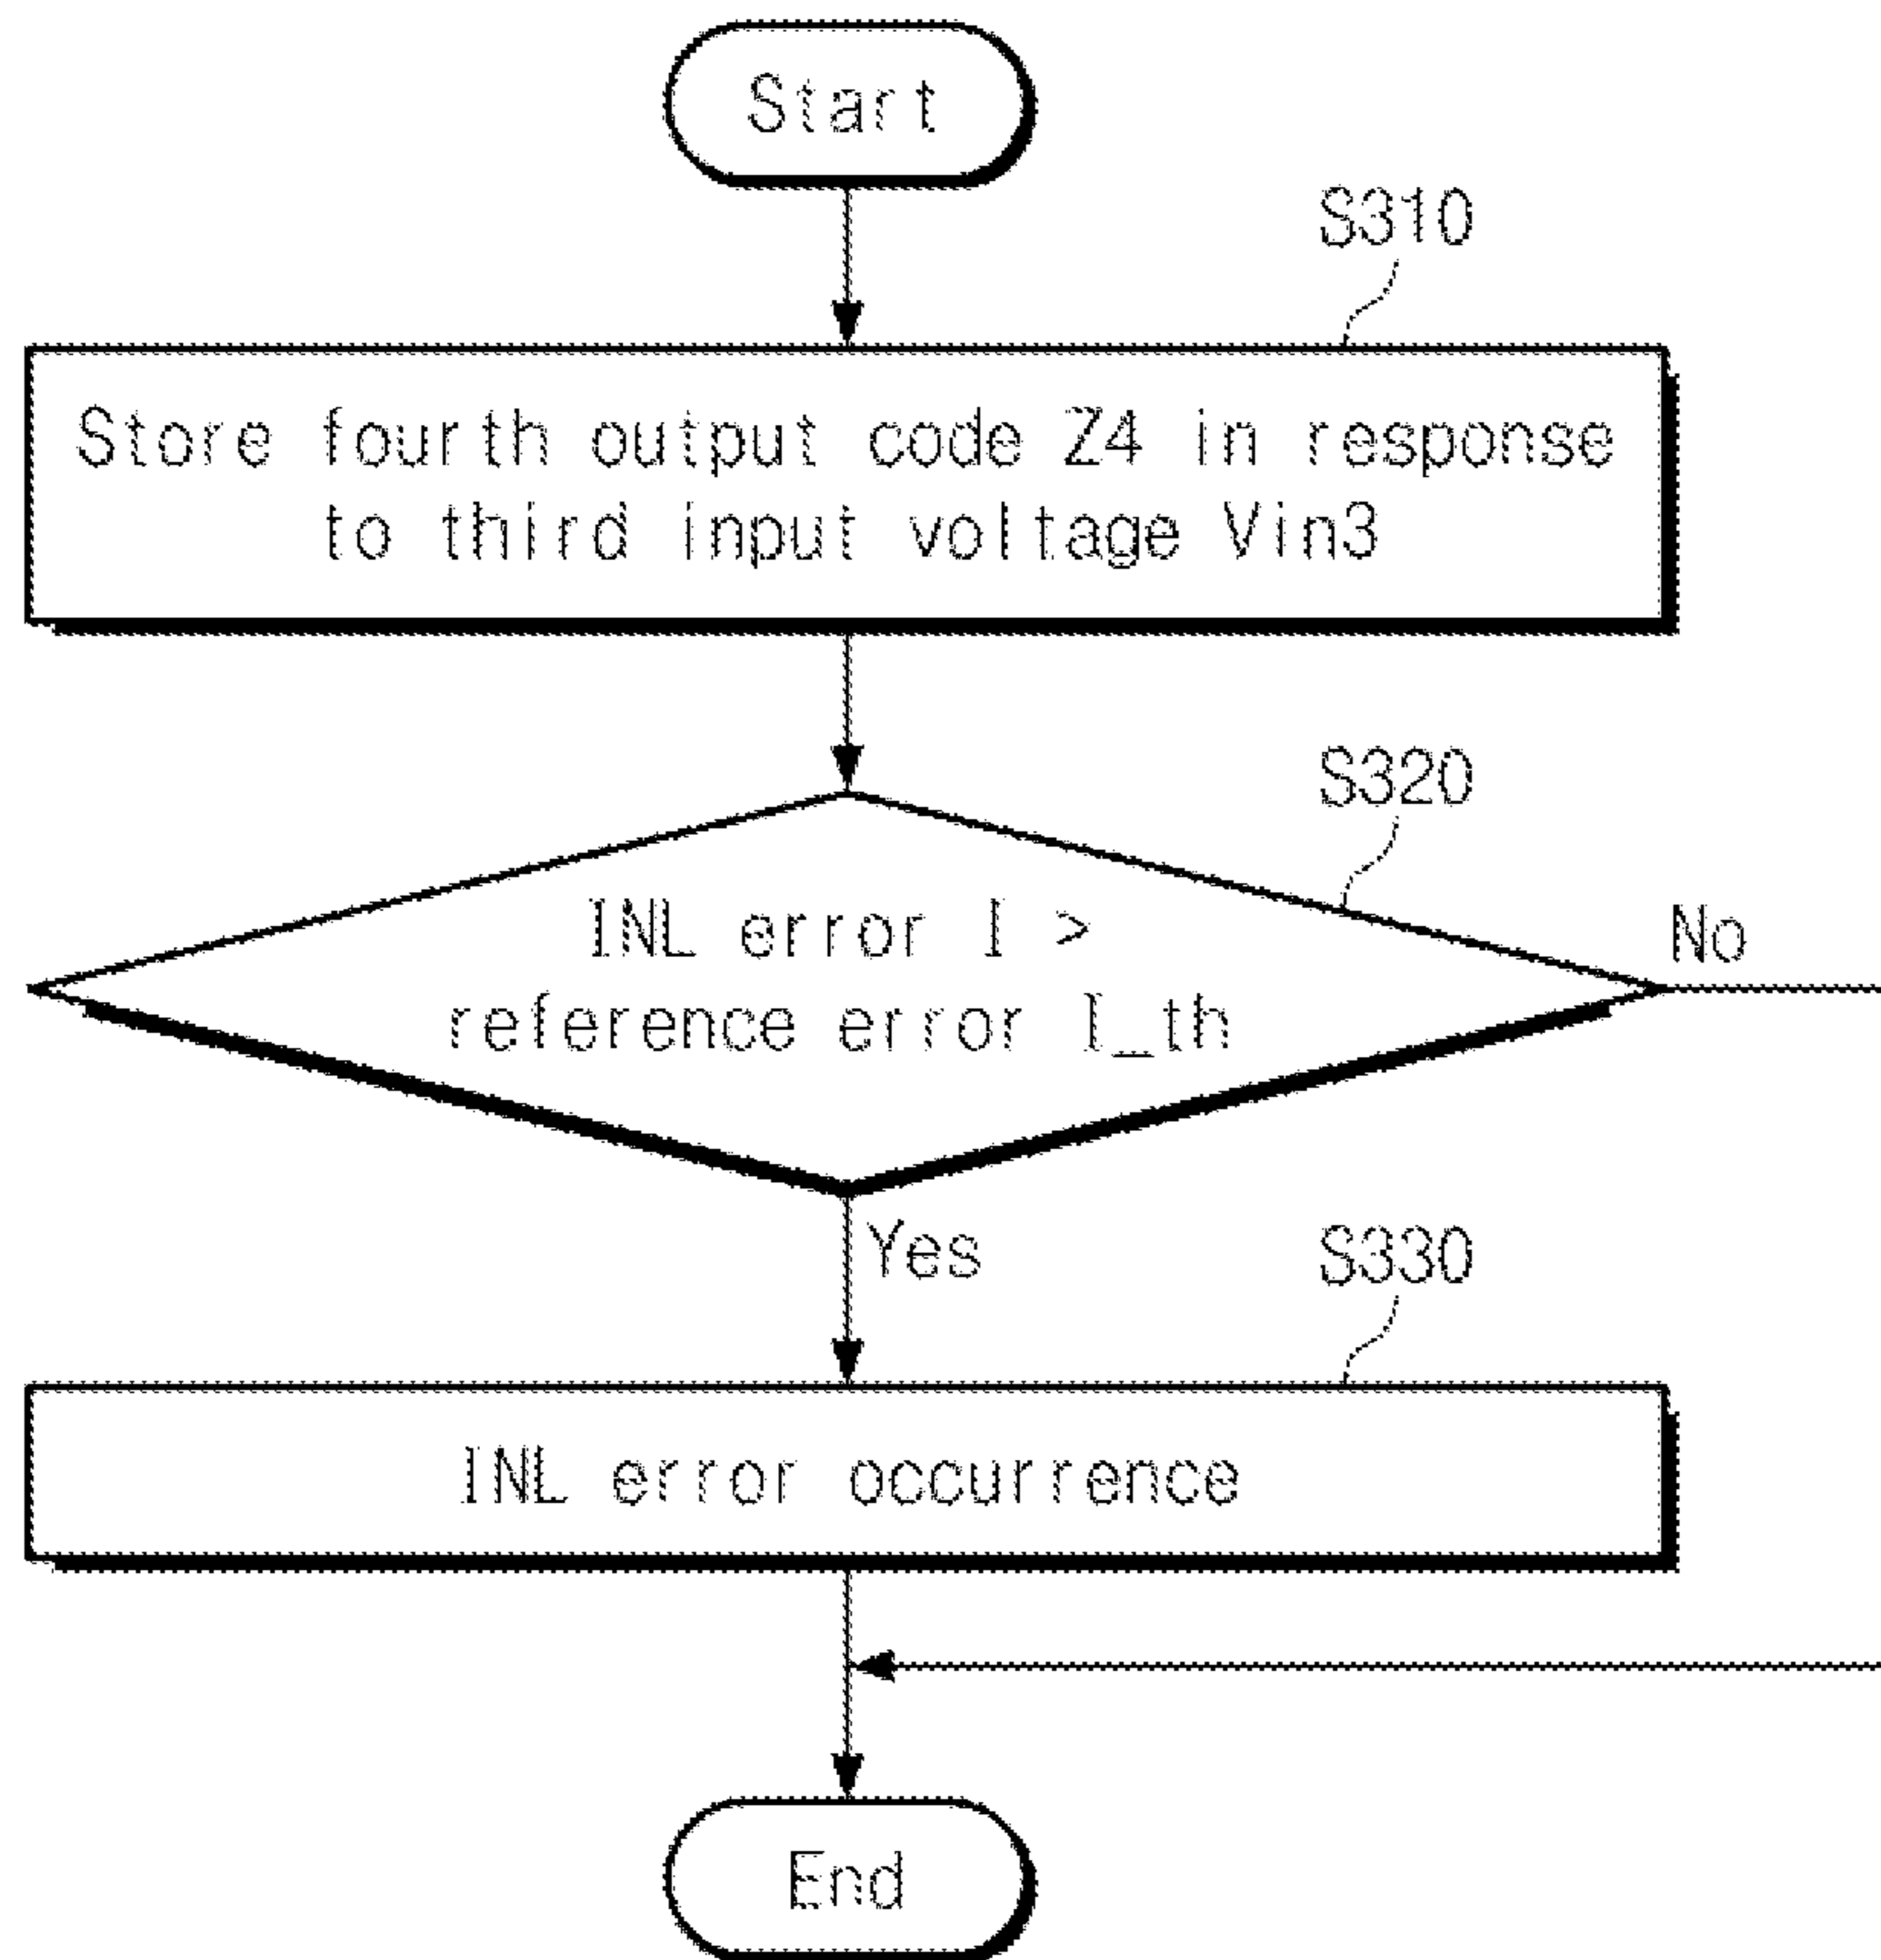 Start
S310
Store fourth output code Z4 in response
to third input voltage Vin3
S320
INL error I >
reference error I_th
No
Yes
S330
INL error occurrence
End